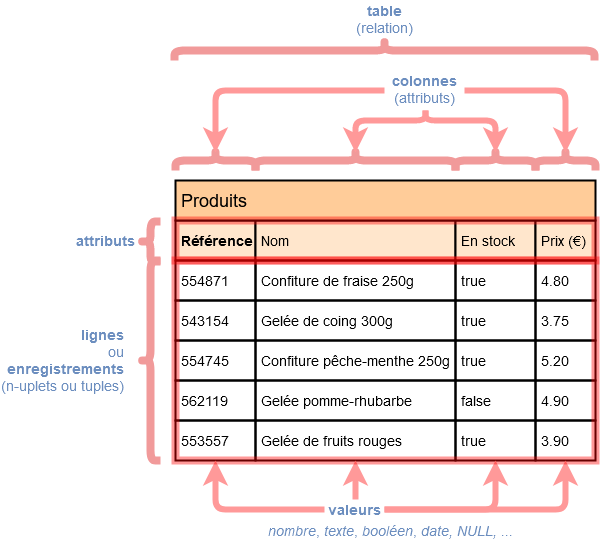 table
(relation)
colonnes
(attributs)
Produits
attributs
Référence Nom En stock Prix (€)
554871 Confiture de fraise 250g true 4.80
543154 Gelée de coing 300g true 3.75
lignes
ou
enregistrements
(n-uplets ou tuples)
554745 Confiture pêche-menthe 250g true 5.20
562119 Gelée pomme-rhubarbe false 4.90
553557 Gelée de fruits rouges true 3.90
valeurs
nombre, texte, booléen, date, NULL, ...